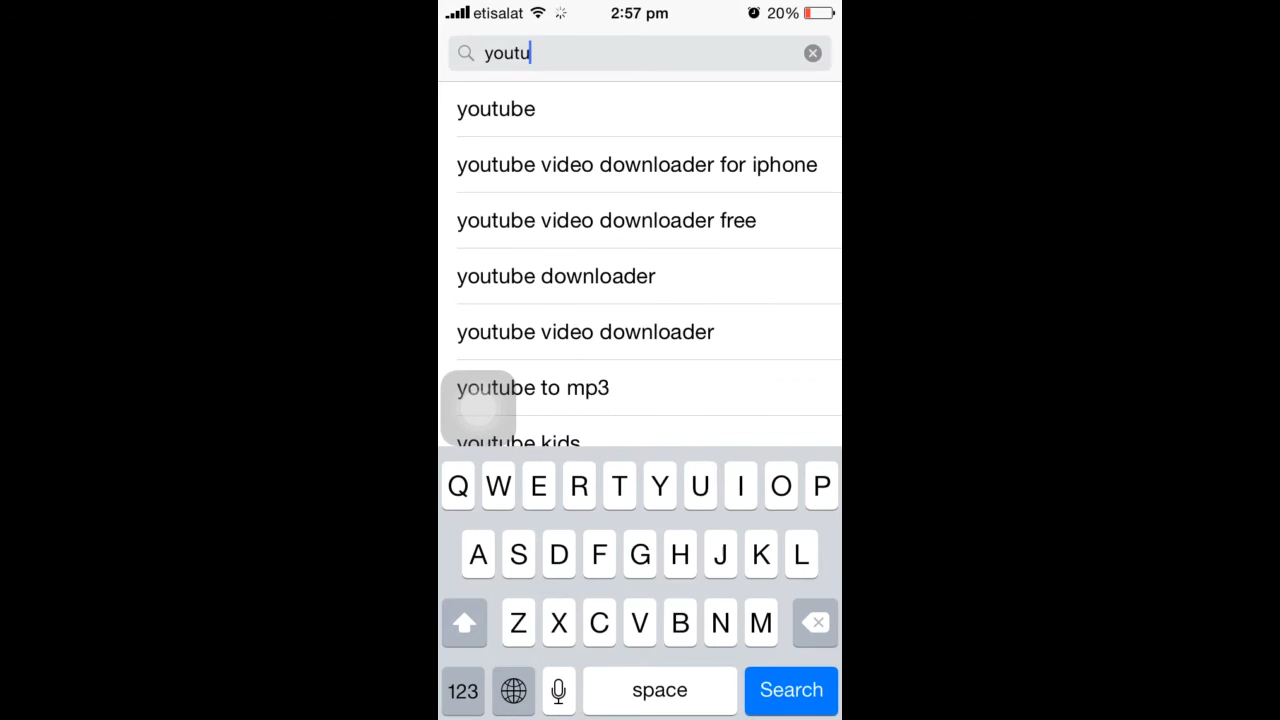 etisalat 2:57 pm 20%
youtu
youtube
youtube video downloader for iphone
youtube video downloader free
youtube downloader
youtube video downloader
youtube to mp3
youtube kids
Q W E R T Y U I O P
A S D F G H J K L
Z X C V B N M
123 space Search